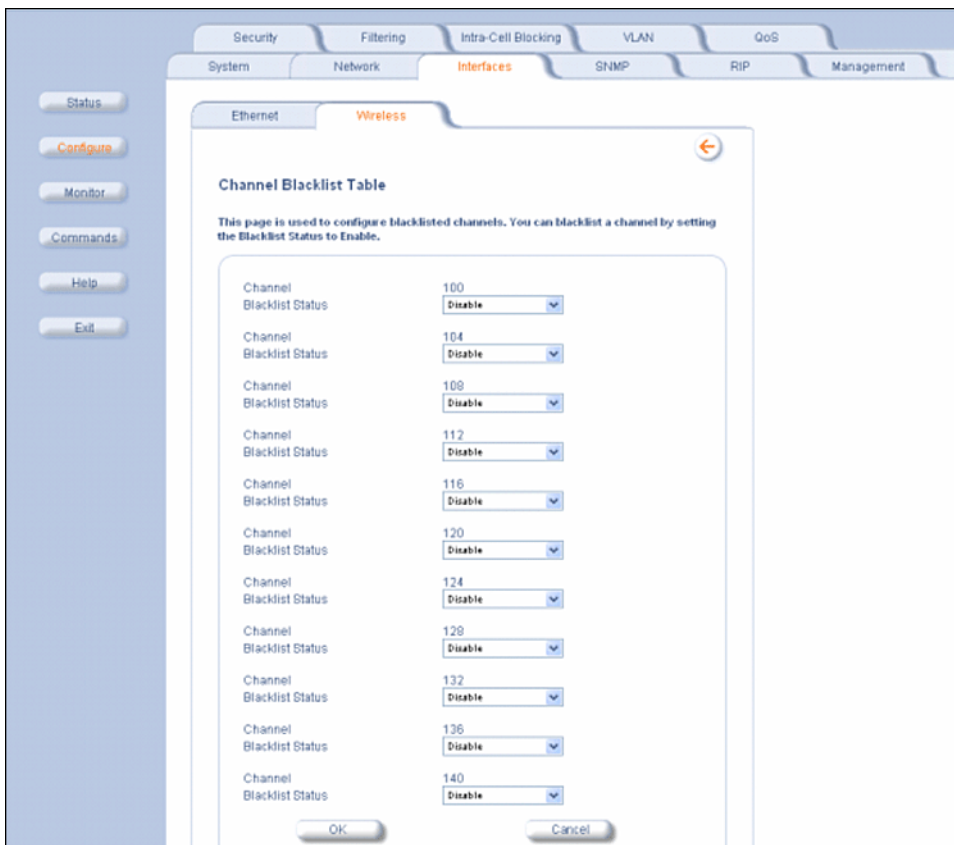 Security Filtering Intra-Cell Blocking VLAN QoS
System Network Interfaces SNMP RIP Management
Status
Configure
Monitor
Commands
Help
Exit
Ethernet Wireless
Channel Blacklist Table
This page is used to configure blacklisted channels. You can blacklist a channel by setting
the Blacklist Status to Enable.
Channel 100
Blacklist Status Disable
Channel 104
Blacklist Status Disable
Channel 108
Blacklist Status Disable
Channel 112
Blacklist Status Disable
Channel 116
Blacklist Status Disable
Channel 120
Blacklist Status Disable
Channel 124
Blacklist Status Disable
Channel 128
Blacklist Status Disable
Channel 132
Blacklist Status Disable
Channel 136
Blacklist Status Disable
Channel 140
Blacklist Status Disable
OK Cancel